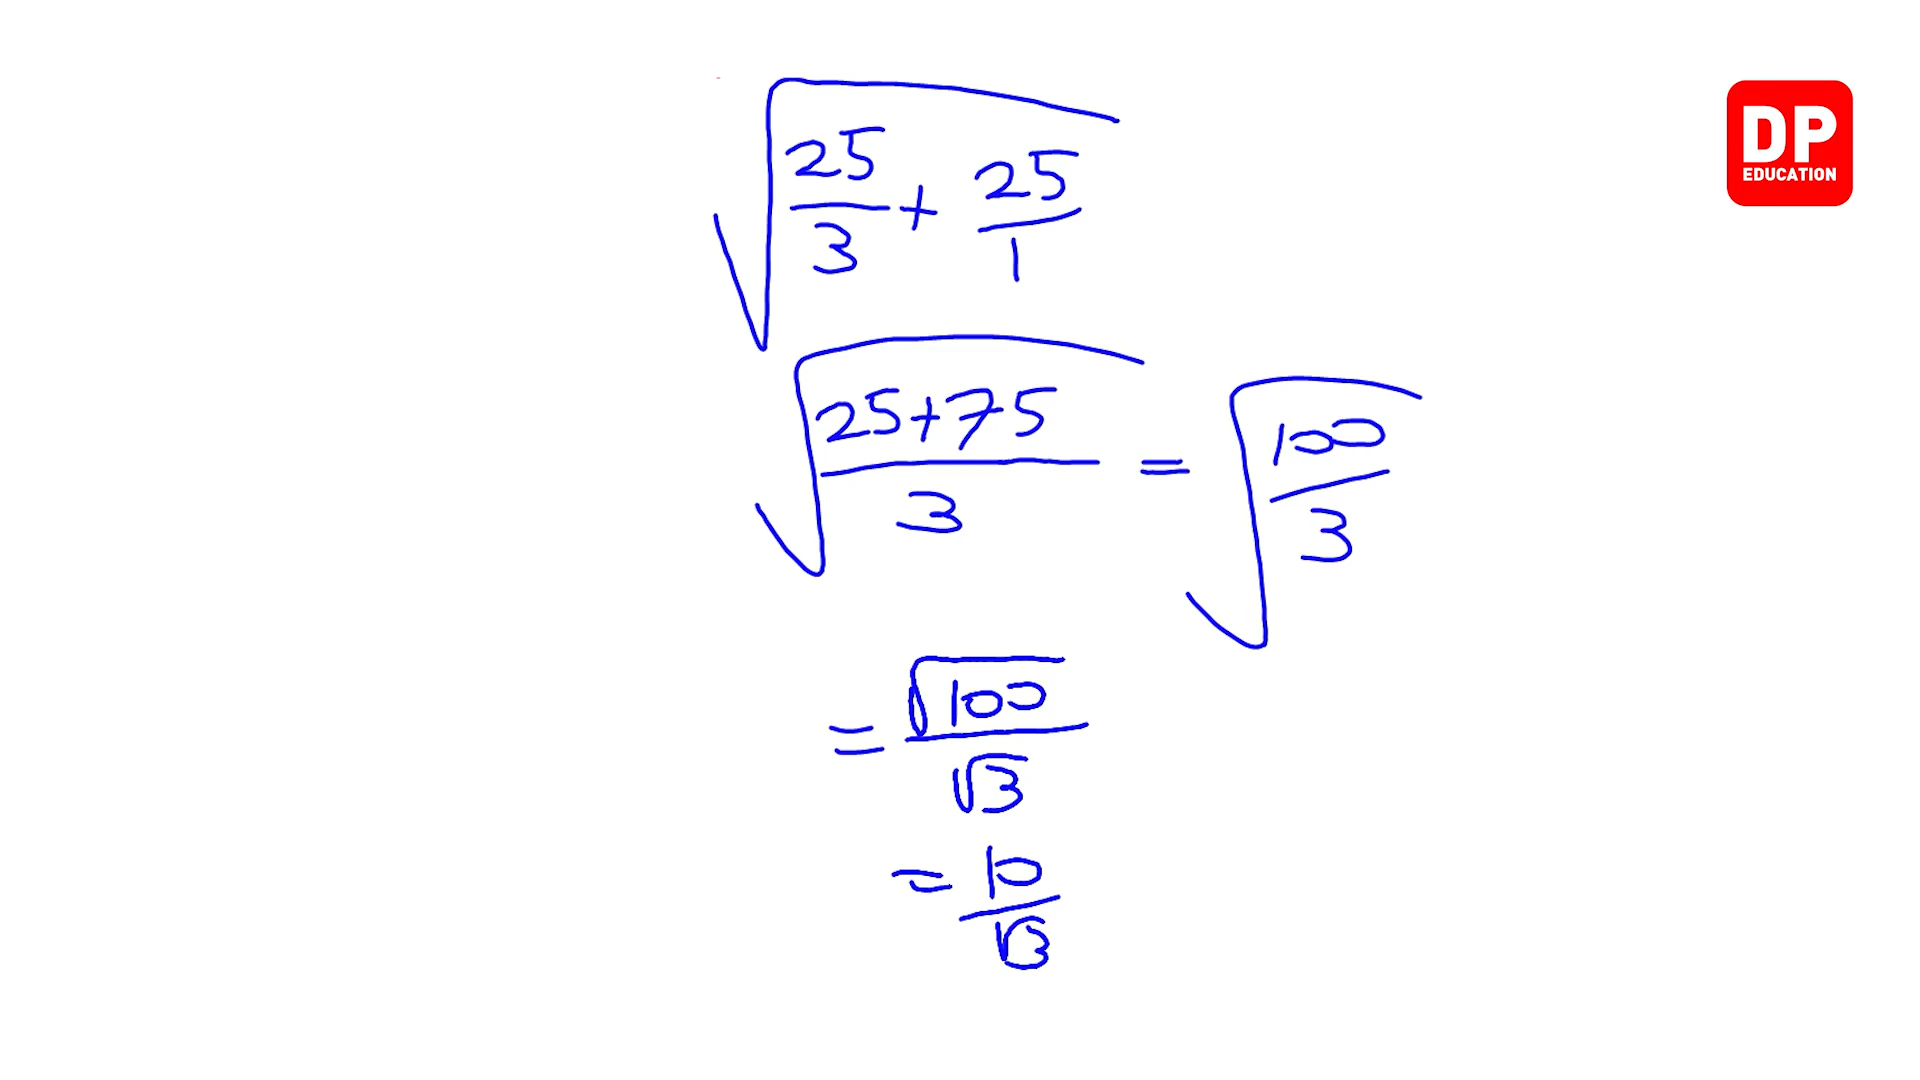 √(25/3 + 25/1)
√((25+75)/3) = √(100/3)
= √100/√3
= 10/√3
DP
EDUCATION